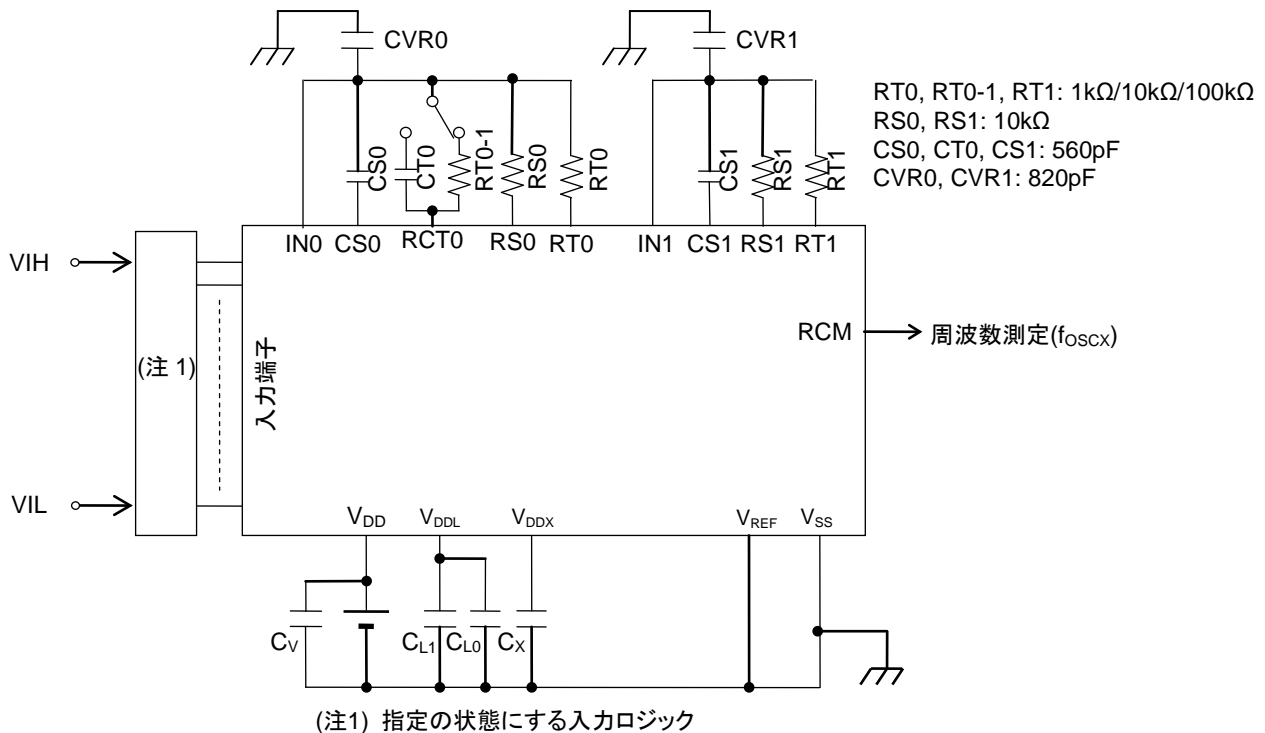 CVR0
CVR1
RT0, RT0-1, RT1: 1kΩ/10kΩ/100kΩ
RS0, RS1: 10kΩ
CS0, CT0, CS1: 560pF
CVR0, CVR1: 820pF
CS0
CT0
RT0-1
RS0
RT0
CS1
RS1
RT1
IN0 CS0 RCT0 RS0 RT0
IN1 CS1 RS1 RT1
VIH
(注 1)
入力端子
RCM
周波数測定(fOSCX)
VIL
VDD VDDL VDDX VREF VSS
CV CL1 CL0 CX
(注1) 指定の状態にする入力ロジック